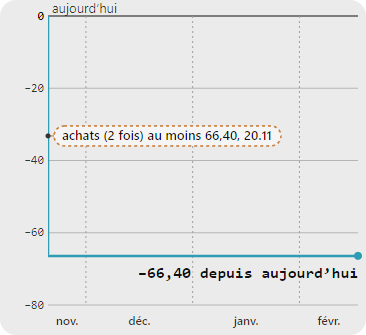 aujourd'hui
0
−20
achats (2 fois) au moins 66,40, 20.11
−40
−60
−66,40 depuis aujourd’hui
−80
nov. déc. janv. févr.